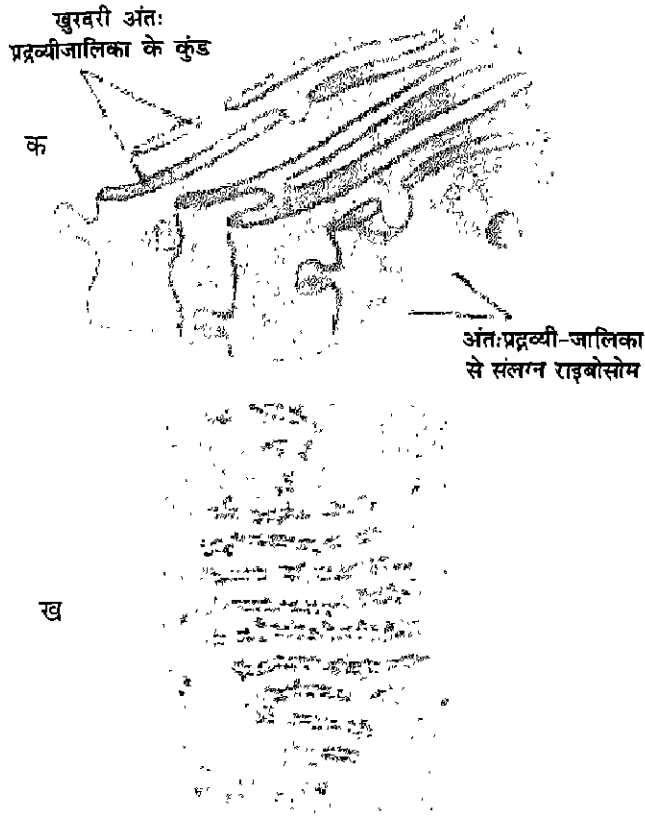 खुरदरी अंतः
प्रद्रव्यीजालिका के कुंड
क
अंतःप्रद्रव्यी-जालिका
से संलग्न राइबोसोम
ख